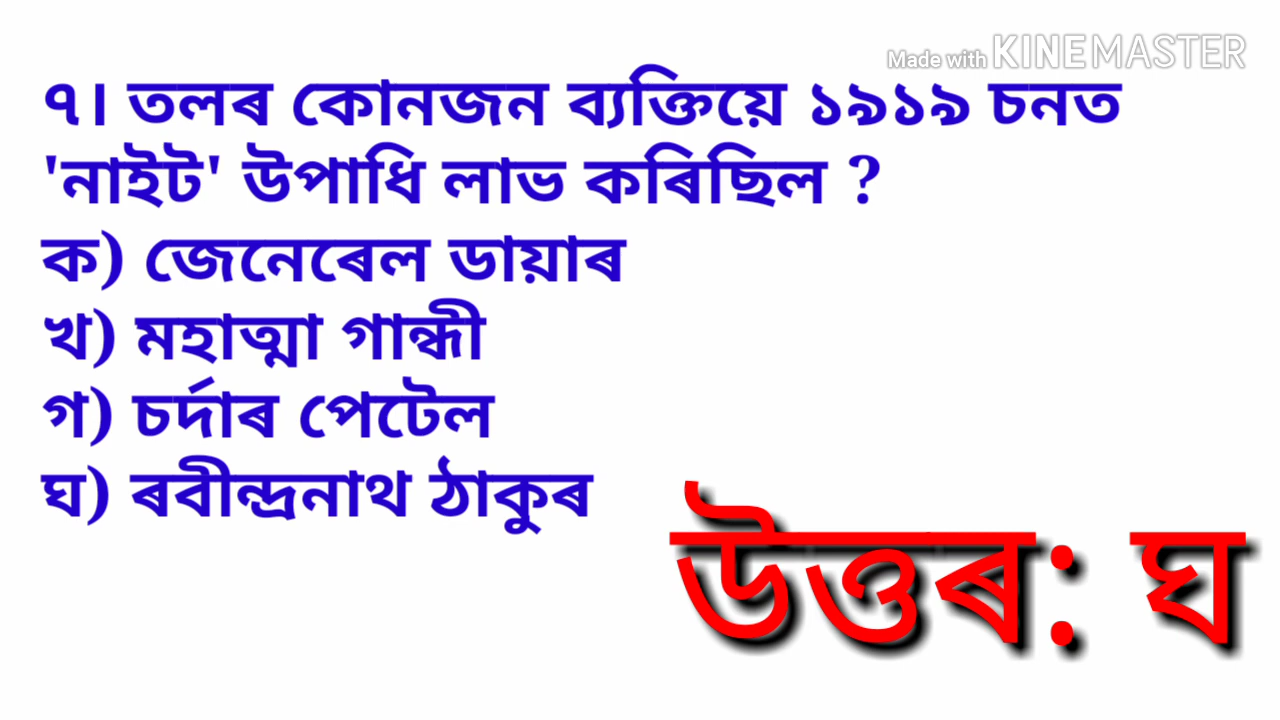 Made with KINEMASTER
৭। তলৰ কোনজন ব্যক্তিয়ে ১৯১৯ চনত
'নাইট' উপাধি লাভ কৰিছিল ?
ক) জেনেৰেল ডায়াৰ
খ) মহাত্মা গান্ধী
গ) চৰ্দাৰ পেটেল
ঘ) ৰবীন্দ্ৰনাথ ঠাকুৰ
উত্তৰ: ঘ